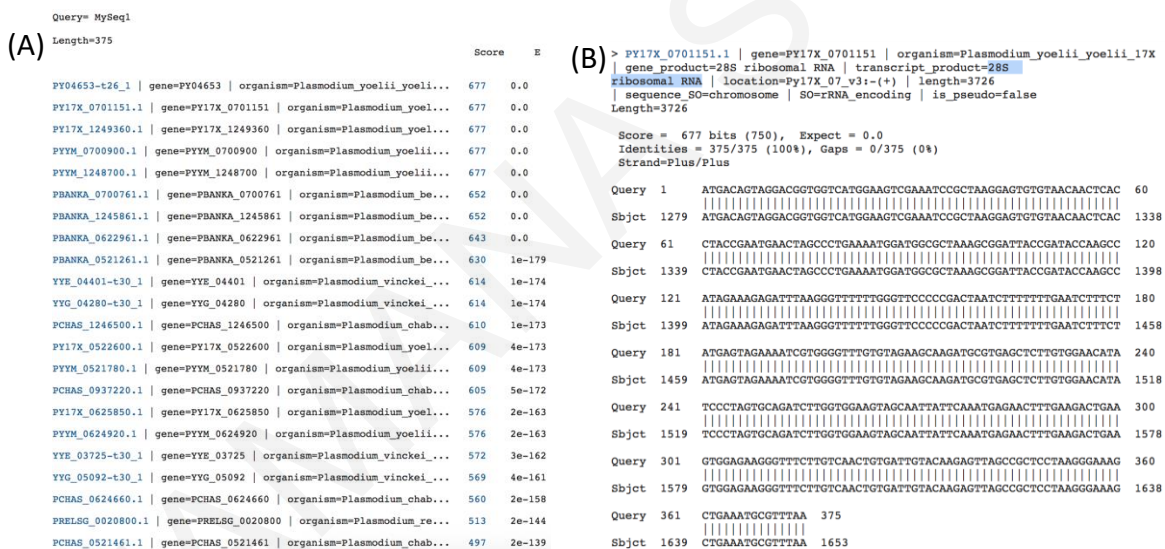 Query= MySeq1
(A)
Length=375
Score E
PY04653-t26_1 | gene=PY04653 | organism=Plasmodium_yoelii_yoeli... 677 0.0
PY17X_0701151.1 | gene=PY17X_0701151 | organism=Plasmodium_yoel... 677 0.0
PY17X_1249360.1 | gene=PY17X_1249360 | organism=Plasmodium_yoel... 677 0.0
PYYM_0700900.1 | gene=PYYM_0700900 | organism=Plasmodium_yoelii... 677 0.0
PYYM_1248700.1 | gene=PYYM_1248700 | organism=Plasmodium_yoelii... 677 0.0
PBANKA_0700761.1 | gene=PBANKA_0700761 | organism=Plasmodium_be... 652 0.0
PBANKA_1245861.1 | gene=PBANKA_1245861 | organism=Plasmodium_be... 652 0.0
PBANKA_0622961.1 | gene=PBANKA_0622961 | organism=Plasmodium_be... 643 0.0
PBANKA_0521261.1 | gene=PBANKA_0521261 | organism=Plasmodium_be... 630 1e-179
YYE_04401-t30_1 | gene=YYE_04401 | organism=Plasmodium_vinckei_... 614 1e-174
YYG_04280-t30_1 | gene=YYG_04280 | organism=Plasmodium_vinckei_... 614 1e-174
PCHAS_1246500.1 | gene=PCHAS_1246500 | organism=Plasmodium_chab... 610 1e-173
PY17X_0522600.1 | gene=PY17X_0522600 | organism=Plasmodium_yoel... 609 4e-173
PYYM_0521780.1 | gene=PYYM_0521780 | organism=Plasmodium_yoelii... 609 4e-173
PCHAS_0937220.1 | gene=PCHAS_0937220 | organism=Plasmodium_chab... 605 5e-172
PY17X_0625850.1 | gene=PY17X_0625850 | organism=Plasmodium_yoel... 576 2e-163
PYYM_0624920.1 | gene=PYYM_0624920 | organism=Plasmodium_yoelii... 576 2e-163
YYE_03725-t30_1 | gene=YYE_03725 | organism=Plasmodium_vinckei_... 572 3e-162
YYG_05092-t30_1 | gene=YYG_05092 | organism=Plasmodium_vinckei_... 569 4e-161
PCHAS_0624660.1 | gene=PCHAS_0624660 | organism=Plasmodium_chab... 560 2e-158
PRELSG_0020800.1 | gene=PRELSG_0020800 | organism=Plasmodium_re... 513 2e-144
PCHAS_0521461.1 | gene=PCHAS_0521461 | organism=Plasmodium_chab... 497 2e-139
(B)
> PY17X_0701151.1 | gene=PY17X_0701151 | organism=Plasmodium_yoelii_yoelii_17X
| gene_product=28S ribosomal RNA | transcript_product=28S
ribosomal RNA | location=Py17X_07_v3:-(+) | length=3726
| sequence_SO=chromosome | SO=rRNA_encoding | is_pseudo=false
Length=3726
Score = 677 bits (750), Expect = 0.0
Identities = 375/375 (100%), Gaps = 0/375 (0%)
Strand=Plus/Plus
Query 1 ATGACAGTAGGACGGTGGTCATGGAAGTCGAAATCCGCTAAGGAGTGTGTAACAACTCAC 60
Sbjct 1279 ATGACAGTAGGACGGTGGTCATGGAAGTCGAAATCCGCTAAGGAGTGTGTAACAACTCAC 1338
Query 61 CTACCGAATGAACTAGCCCTGAAAATGGATGGCGCTAAAGCGGATTACCGATACCAAGCC 120
Sbjct 1339 CTACCGAATGAACTAGCCCTGAAAATGGATGGCGCTAAAGCGGATTACCGATACCAAGCC 1398
Query 121 ATAGAAAGAGATTTAAGGGTTTTTTGGGTTCCCCCGACTAATCTTTTTTTGAATCTTTCT 180
Sbjct 1399 ATAGAAAGAGATTTAAGGGTTTTTTGGGTTCCCCCGACTAATCTTTTTTTGAATCTTTCT 1458
Query 181 ATGAGTAGAAAATCGTGGGGTTTGTGTAGAAGCAAGATGCGTGAGCTCTTGTGGAACATA 240
Sbjct 1459 ATGAGTAGAAAATCGTGGGGTTTGTGTAGAAGCAAGATGCGTGAGCTCTTGTGGAACATA 1518
Query 241 TCCCTAGTGCAGATCTTGGTGGAAGTAGCAATTATTCAAATGAGAACTTTGAAGACTGAA 300
Sbjct 1519 TCCCTAGTGCAGATCTTGGTGGAAGTAGCAATTATTCAAATGAGAACTTTGAAGACTGAA 1578
Query 301 GTGGAGAAGGGTTTCTTGTCAACTGTGATTGTACAAGAGTTAGCCGCTCCTAAGGGAAAG 360
Sbjct 1579 GTGGAGAAGGGTTTCTTGTCAACTGTGATTGTACAAGAGTTAGCCGCTCCTAAGGGAAAG 1638
Query 361 CTGAAATGCGTTTAA 375
Sbjct 1639 CTGAAATGCGTTTAA 1653